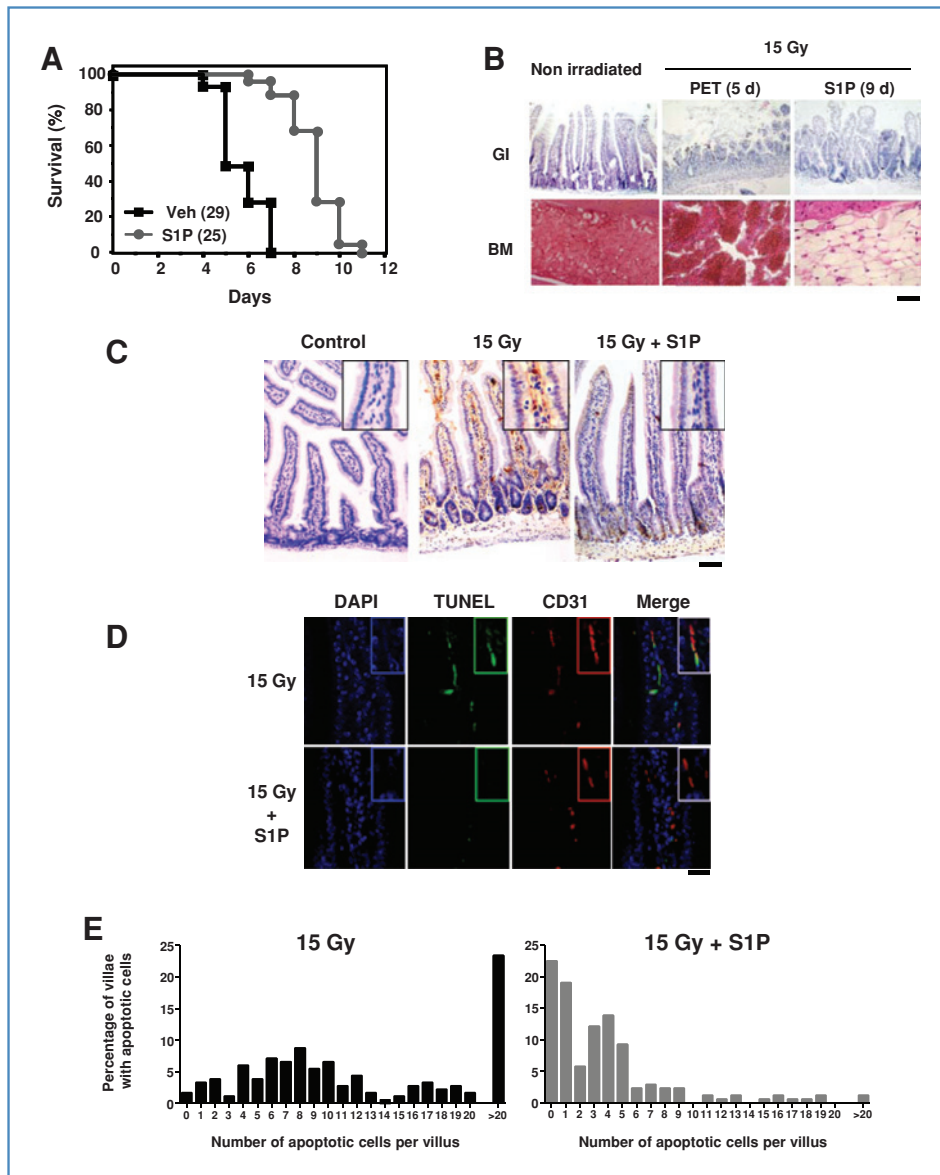 A
100
80
60
40
20
0
Survival (%)
Veh (29)
S1P (25)
0 2 4 6 8 10 12
Days
B
Non irradiated
15 Gy
PET (5 d)
S1P (9 d)
GI
BM
C
Control
15 Gy
15 Gy + S1P
D
DAPI
TUNEL
CD31
Merge
15 Gy
15 Gy
+
S1P
E
15 Gy
Percentage of villae
with apoptotic cells
25
20
15
10
5
0
0 1 2 3 4 5 6 7 8 9 10 11 12 13 14 15 16 17 18 19 20 >20
Number of apoptotic cells per villus
15 Gy + S1P
25
20
15
10
5
0
0 1 2 3 4 5 6 7 8 9 10 11 12 13 14 15 16 17 18 19 20 >20
Number of apoptotic cells per villus